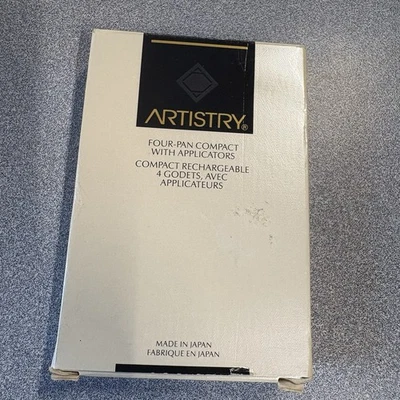 ARTISTRY®
FOUR-PAN COMPACT
WITH APPLICATORS
COMPACT RECHARGEABLE
4 GODETS, AVEC
APPLICATEURS
MADE IN JAPAN
FABRIQUE EN JAPAN